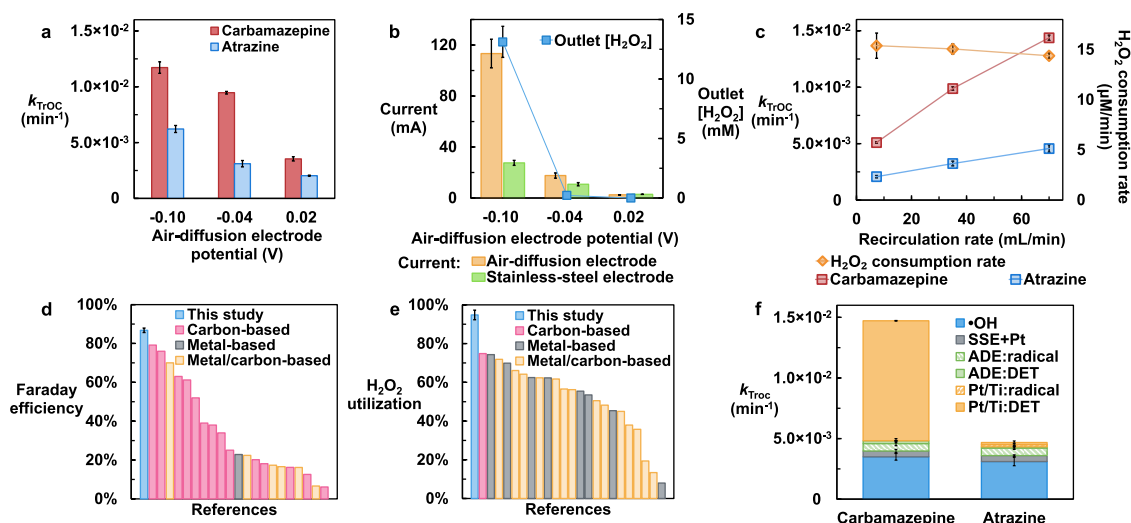 a
1.5×10⁻²
1.0×10⁻²
5.0×10⁻³
0
k_TrOC
(min⁻¹)
Carbamazepine
Atrazine
-0.10 -0.04 0.02
Air-diffusion electrode
potential (V)
b
120
80
40
0
Current
(mA)
Outlet [H₂O₂]
15
10
5
0
Outlet
[H₂O₂]
(mM)
-0.10 -0.04 0.02
Air-diffusion electrode potential (V)
Current: Air-diffusion electrode
Stainless-steel electrode
c
1.5×10⁻²
1.0×10⁻²
5.0×10⁻³
0
k_TrOC
(min⁻¹)
15
10
5
0
H₂O₂ consumption rate
(μM/min)
0 20 40 60
Recirculation rate (mL/min)
H₂O₂ consumption rate
Carbamazepine Atrazine
d
100%
80%
60%
40%
20%
0%
Faraday
efficiency
This study
Carbon-based
Metal-based
Metal/carbon-based
References
e
100%
80%
60%
40%
20%
0%
H₂O₂
utilization
This study
Carbon-based
Metal-based
Metal/carbon-based
References
f
1.5×10⁻²
1.0×10⁻²
5.0×10⁻³
0
k_Troc
(min⁻¹)
•OH
SSE+Pt
ADE:radical
ADE:DET
Pt/Ti:radical
Pt/Ti:DET
Carbamazepine Atrazine